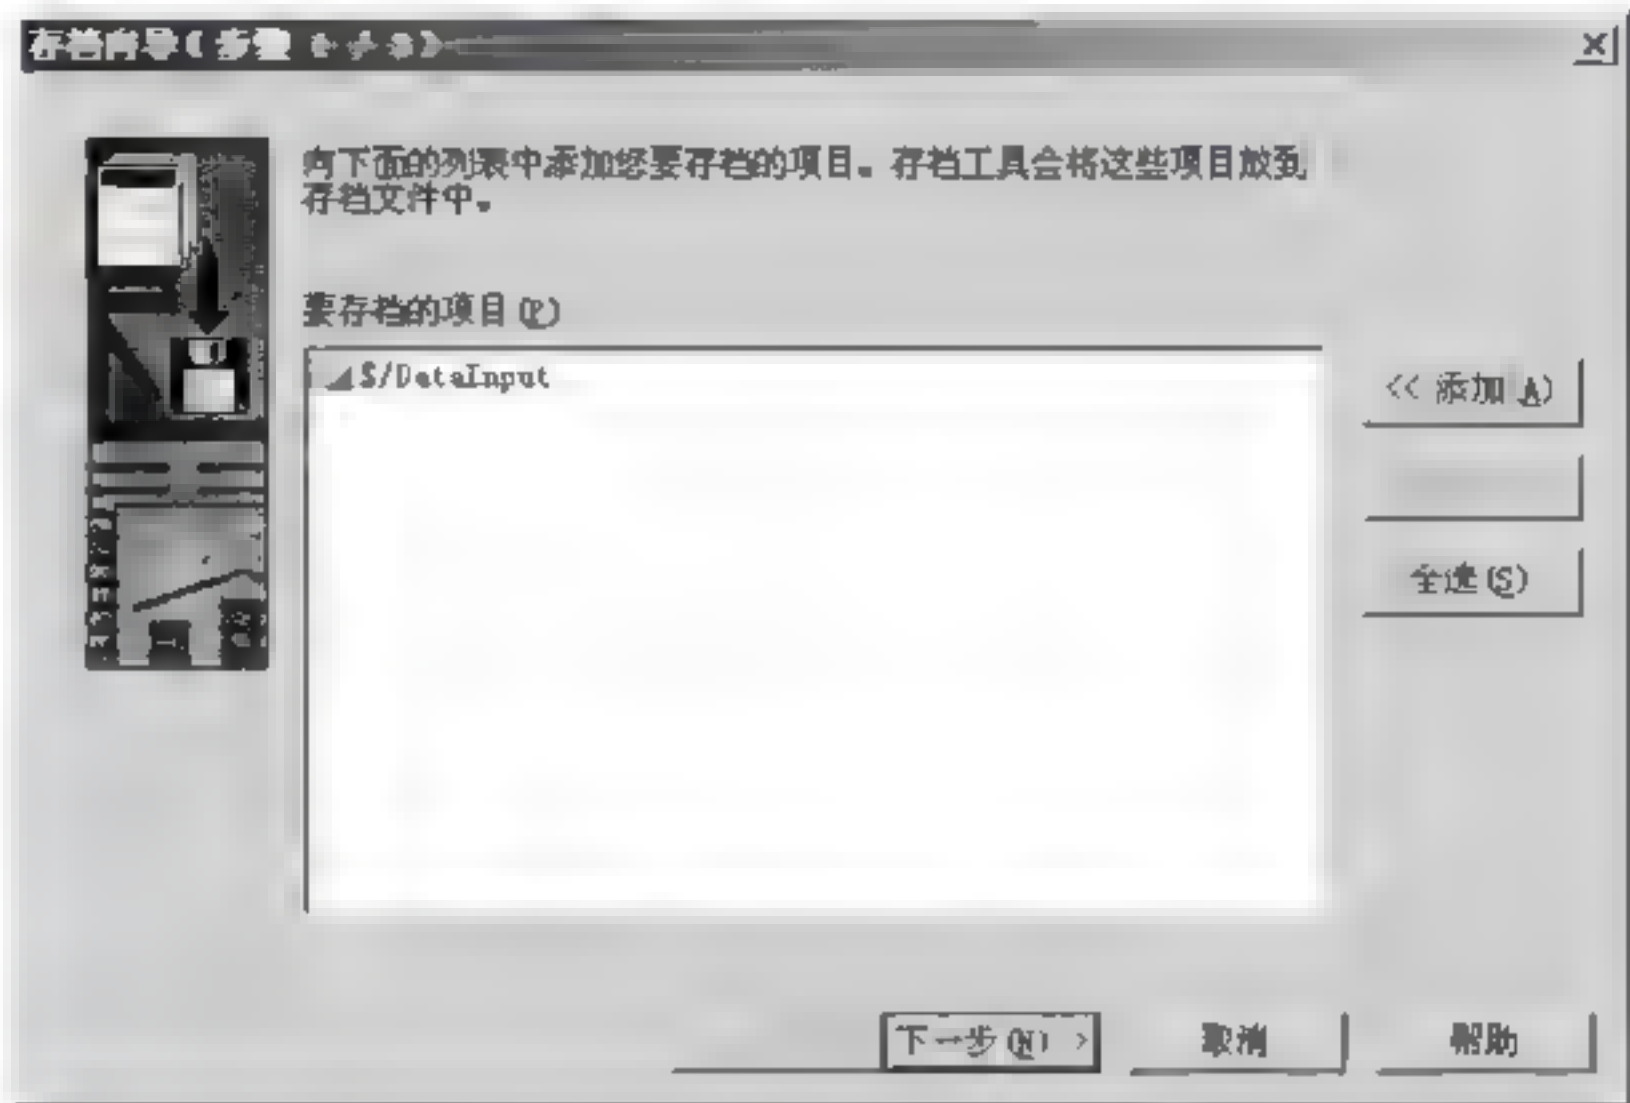 存档向导(步骤
向下面的列表中添加您要存档的项目。存档工具会将这些项目放到
存档文件中。
要存档的项目(P)
$/DataInput
<< 添加(A)
全选(S)
下一步(N) >
取消
帮助